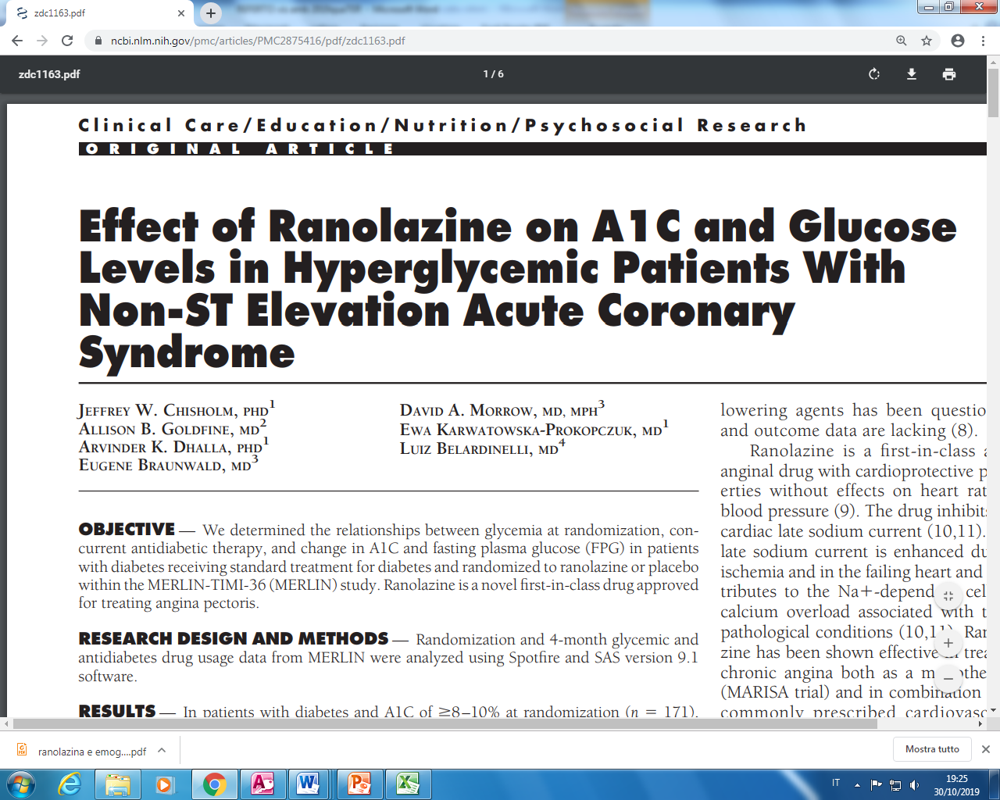 zdc1163.pdf
ncbi.nlm.nih.gov/pmc/articles/PMC2875416/pdf/zdc1163.pdf
zdc1163.pdf
1 / 6
Clinical Care/Education/Nutrition/Psychosocial Research
ORIGINAL ARTICLE
Effect of Ranolazine on A1C and Glucose
Levels in Hyperglycemic Patients With
Non-ST Elevation Acute Coronary
Syndrome
JEFFREY W. CHISHOLM, PHD1
ALLISON B. GOLDFINE, MD2
ARVINDER K. DHALLA, PHD1
EUGENE BRAUNWALD, MD3
DAVID A. MORROW, MD, MPH3
EWA KARWATOWSKA-PROKOPCZUK, MD1
LUIZ BELARDINELLI, MD4
OBJECTIVE — We determined the relationships between glycemia at randomization, con-
current antidiabetic therapy, and change in A1C and fasting plasma glucose (FPG) in patients
with diabetes receiving standard treatment for diabetes and randomized to ranolazine or placebo
within the MERLIN-TIMI-36 (MERLIN) study. Ranolazine is a novel first-in-class drug approved
for treating angina pectoris.
RESEARCH DESIGN AND METHODS — Randomization and 4-month glycemic and
antidiabetes drug usage data from MERLIN were analyzed using Spotfire and SAS version 9.1
software.
RESULTS — In patients with diabetes and A1C of ≥8–10% at randomization (n = 171),
lowering agents has been questio
and outcome data are lacking (8).
Ranolazine is a first-in-class a
anginal drug with cardioprotective p
erties without effects on heart rat
blood pressure (9). The drug inhibits
cardiac late sodium current (10,11).
late sodium current is enhanced du
ischemia and in the failing heart and
tributes to the Na+-depend cel
calcium overload associated with t
pathological conditions (10,11). Ran
zine has been shown effective in trea
chronic angina both as a m othe
(MARISA trial) and in combination
commonly prescribed cardiovasc
ranolazina e emog....pdf
Mostra tutto
IT
19:25
30/10/2019